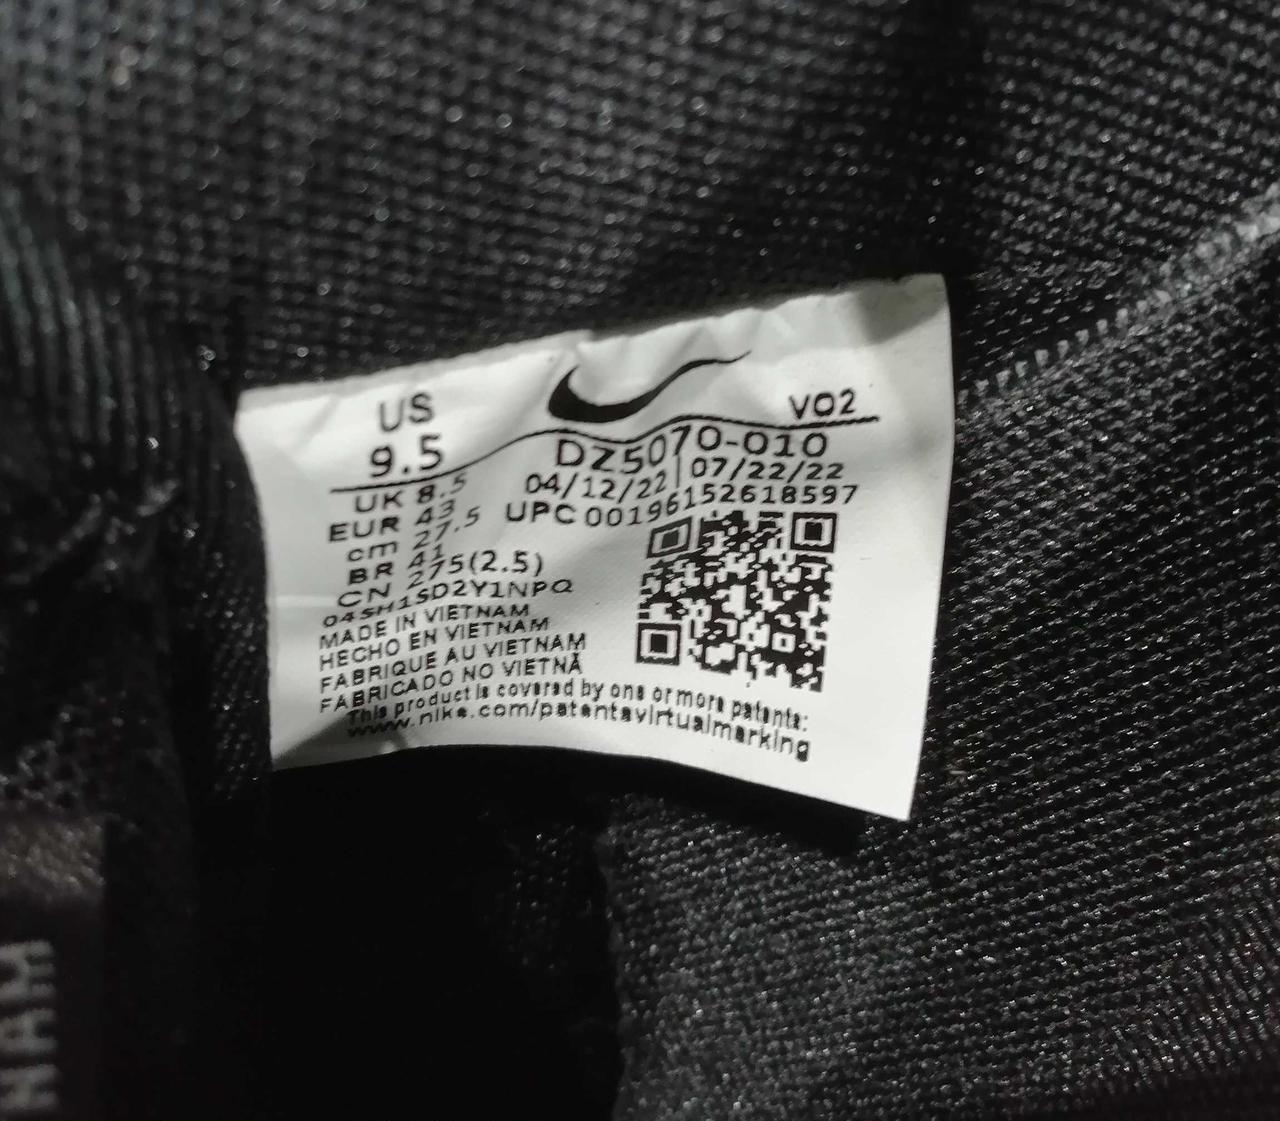 US
9.5
UK 8.5
EUR 43
cm 27.5
BR 41
CN 275(2.5)
04SH1SD2Y1NPQ
MADE IN VIETNAM
HECHO EN VIETNAM
FABRIQUE AU VIETNAM
FABRICADO NO VIETNÃ
This product is covered by one or more patents:
www.nike.com/patentsvirtualmarking
VO2
DZ5070-010
04/12/22|07/22/22
UPC 00196152618597
NAM